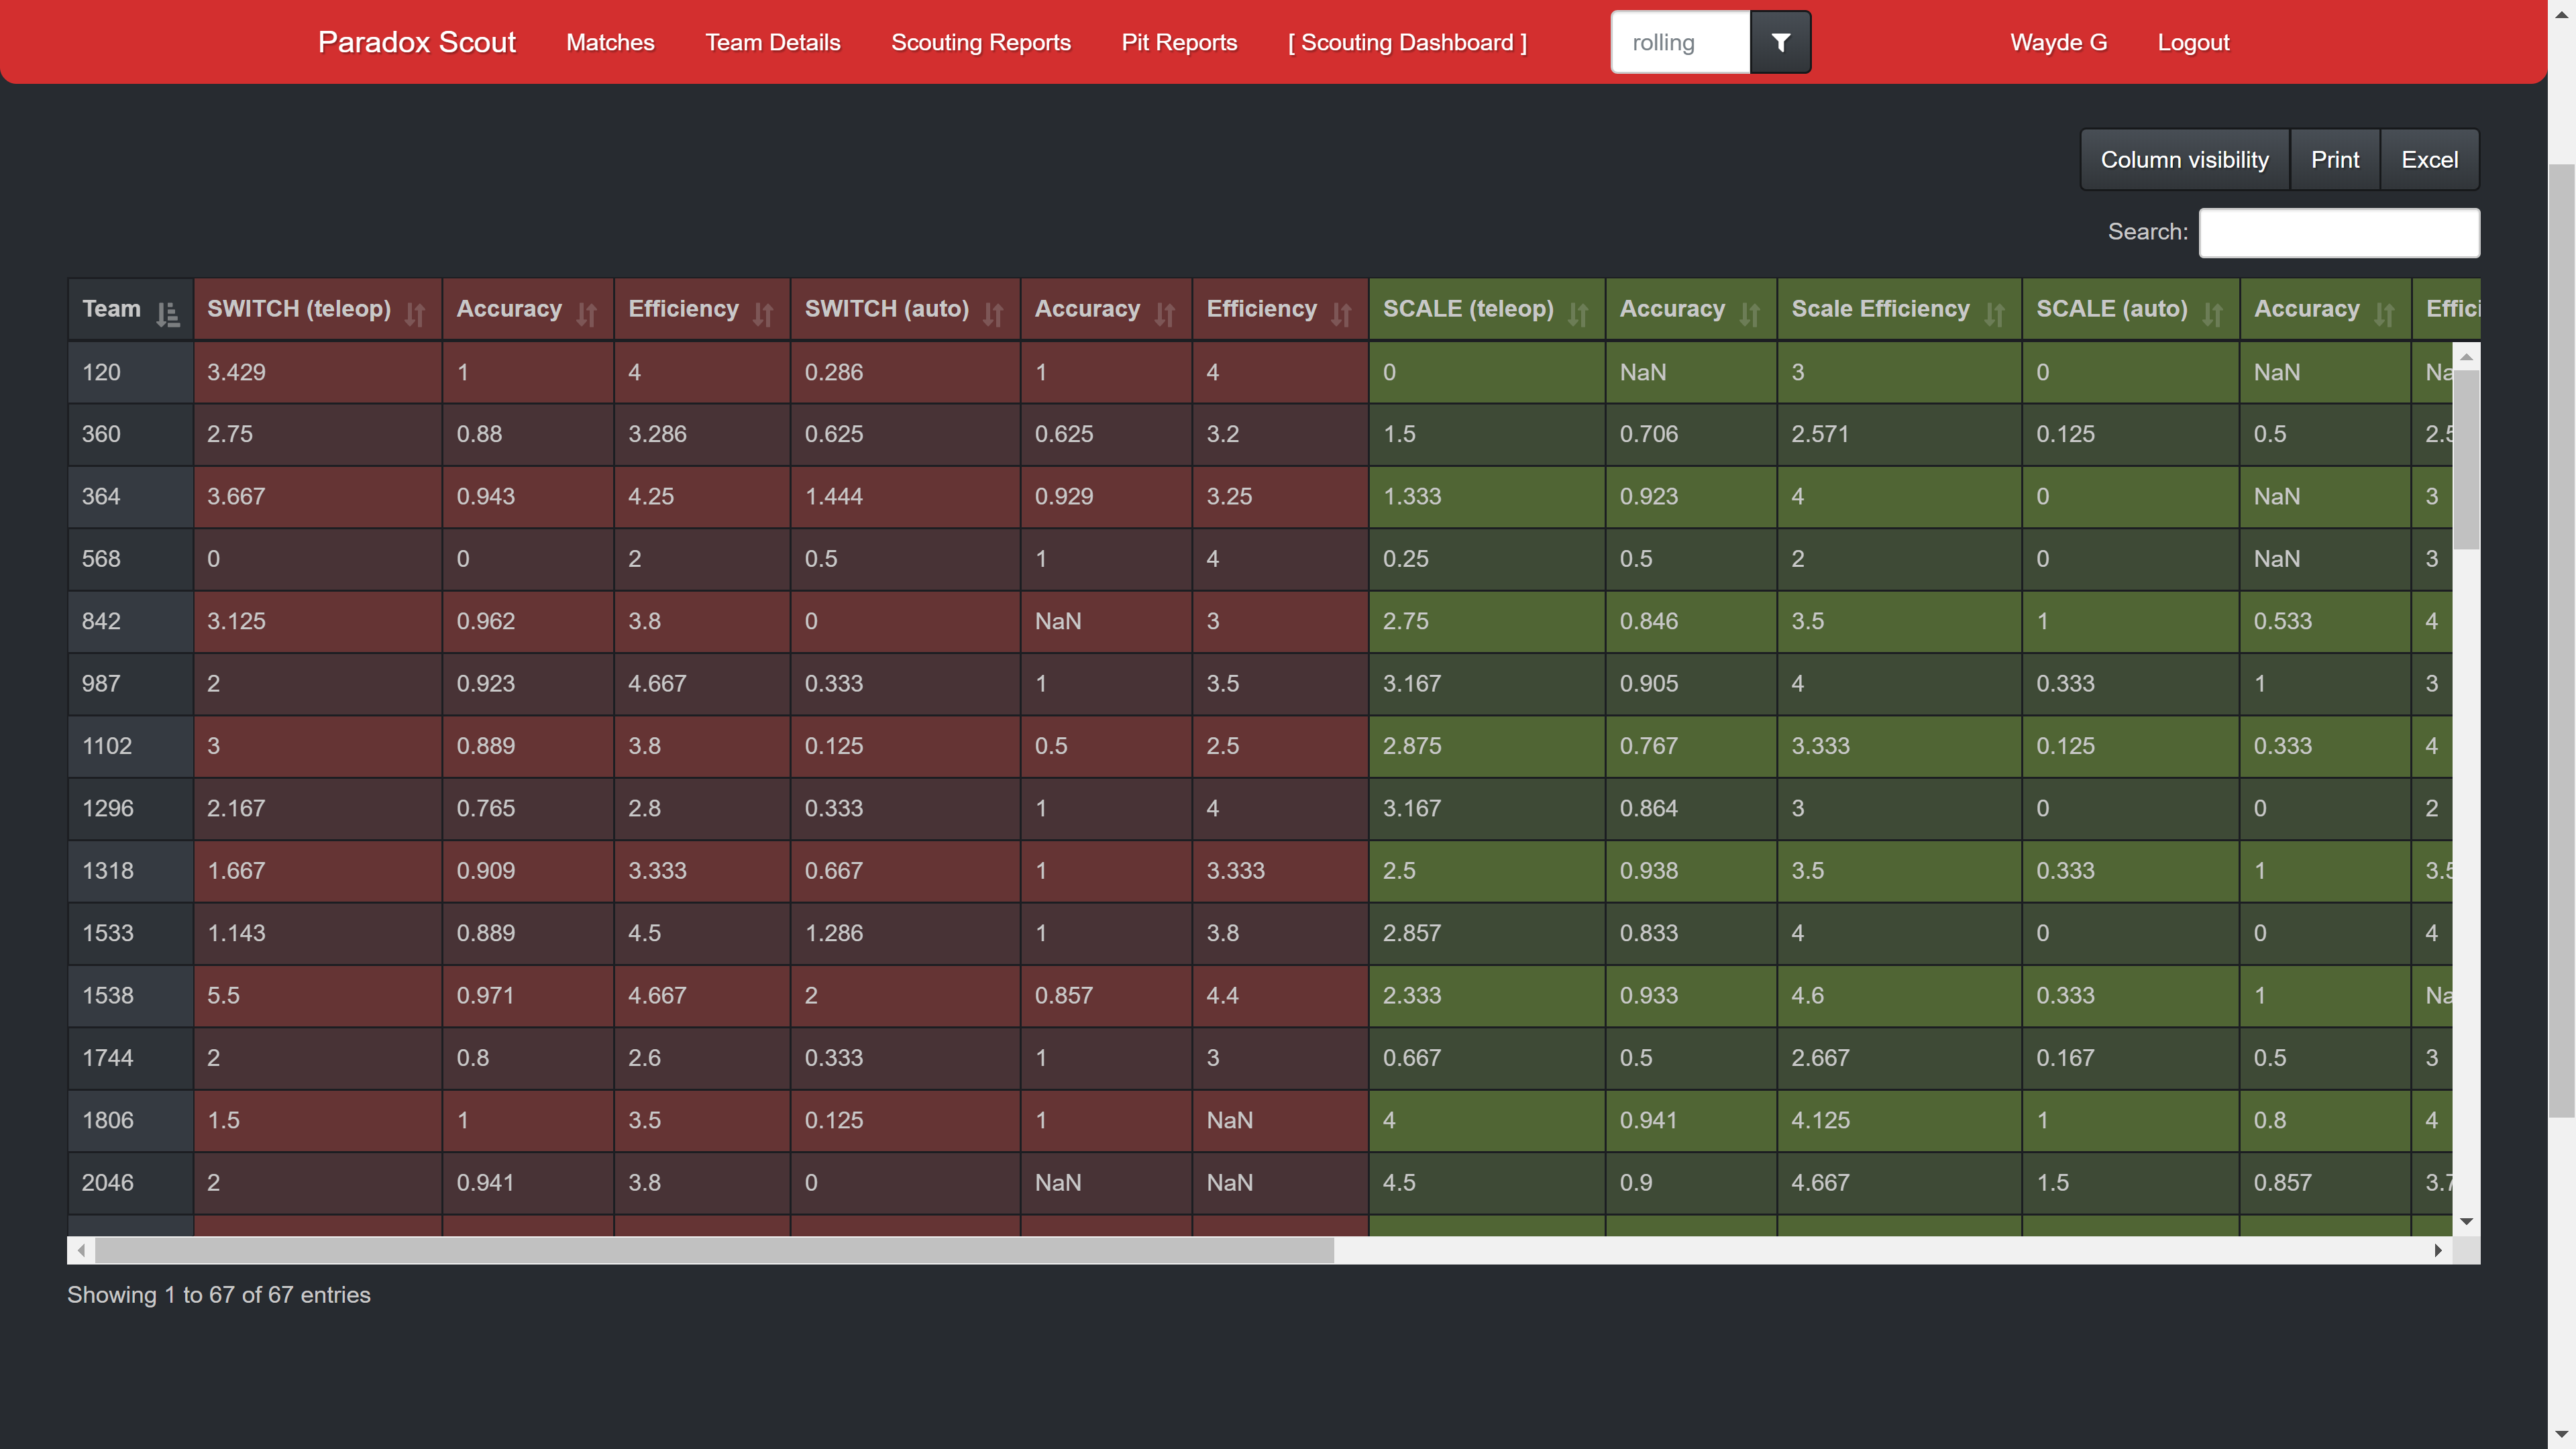 Paradox Scout Matches Team Details Scouting Reports Pit Reports [ Scouting Dashboard ] rolling Wayde G Logout
Column visibility Print Excel
Search:
Team SWITCH (teleop) Accuracy Efficiency SWITCH (auto) Accuracy Efficiency SCALE (teleop) Accuracy Scale Efficiency SCALE (auto) Accuracy Effici
120 3.429 1 4 0.286 1 4 0 NaN 3 0 NaN Na
360 2.75 0.88 3.286 0.625 0.625 3.2 1.5 0.706 2.571 0.125 0.5 2.5
364 3.667 0.943 4.25 1.444 0.929 3.25 1.333 0.923 4 0 NaN 3
568 0 0 2 0.5 1 4 0.25 0.5 2 0 NaN 3
842 3.125 0.962 3.8 0 NaN 3 2.75 0.846 3.5 1 0.533 4
987 2 0.923 4.667 0.333 1 3.5 3.167 0.905 4 0.333 1 3
1102 3 0.889 3.8 0.125 0.5 2.5 2.875 0.767 3.333 0.125 0.333 4
1296 2.167 0.765 2.8 0.333 1 4 3.167 0.864 3 0 0 2
1318 1.667 0.909 3.333 0.667 1 3.333 2.5 0.938 3.5 0.333 1 3.5
1533 1.143 0.889 4.5 1.286 1 3.8 2.857 0.833 4 0 0 4
1538 5.5 0.971 4.667 2 0.857 4.4 2.333 0.933 4.6 0.333 1 Na
1744 2 0.8 2.6 0.333 1 3 0.667 0.5 2.667 0.167 0.5 3
1806 1.5 1 3.5 0.125 1 NaN 4 0.941 4.125 1 0.8 4
2046 2 0.941 3.8 0 NaN NaN 4.5 0.9 4.667 1.5 0.857 3.7
Showing 1 to 67 of 67 entries